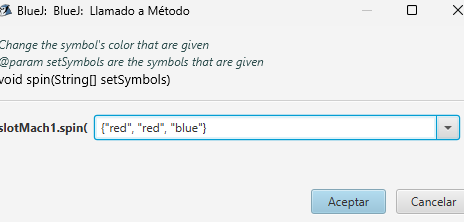 BlueJ: BlueJ: Llamado a Método
Change the symbol's color that are given
@param setSymbols are the symbols that are given
void spin(String[] setSymbols)
slotMach1.spin( {"red", "red", "blue"}
Aceptar Cancelar